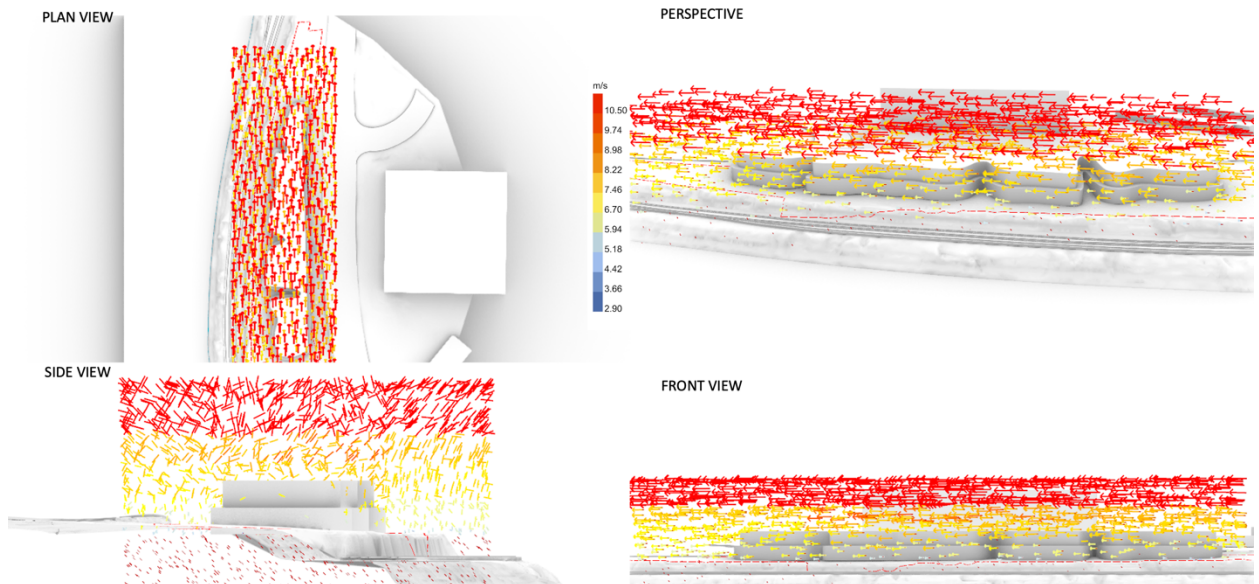 PLAN VIEW
PERSPECTIVE
m/s
10.50
9.74
8.98
8.22
7.46
6.70
5.94
5.18
4.42
3.66
2.90
SIDE VIEW
FRONT VIEW